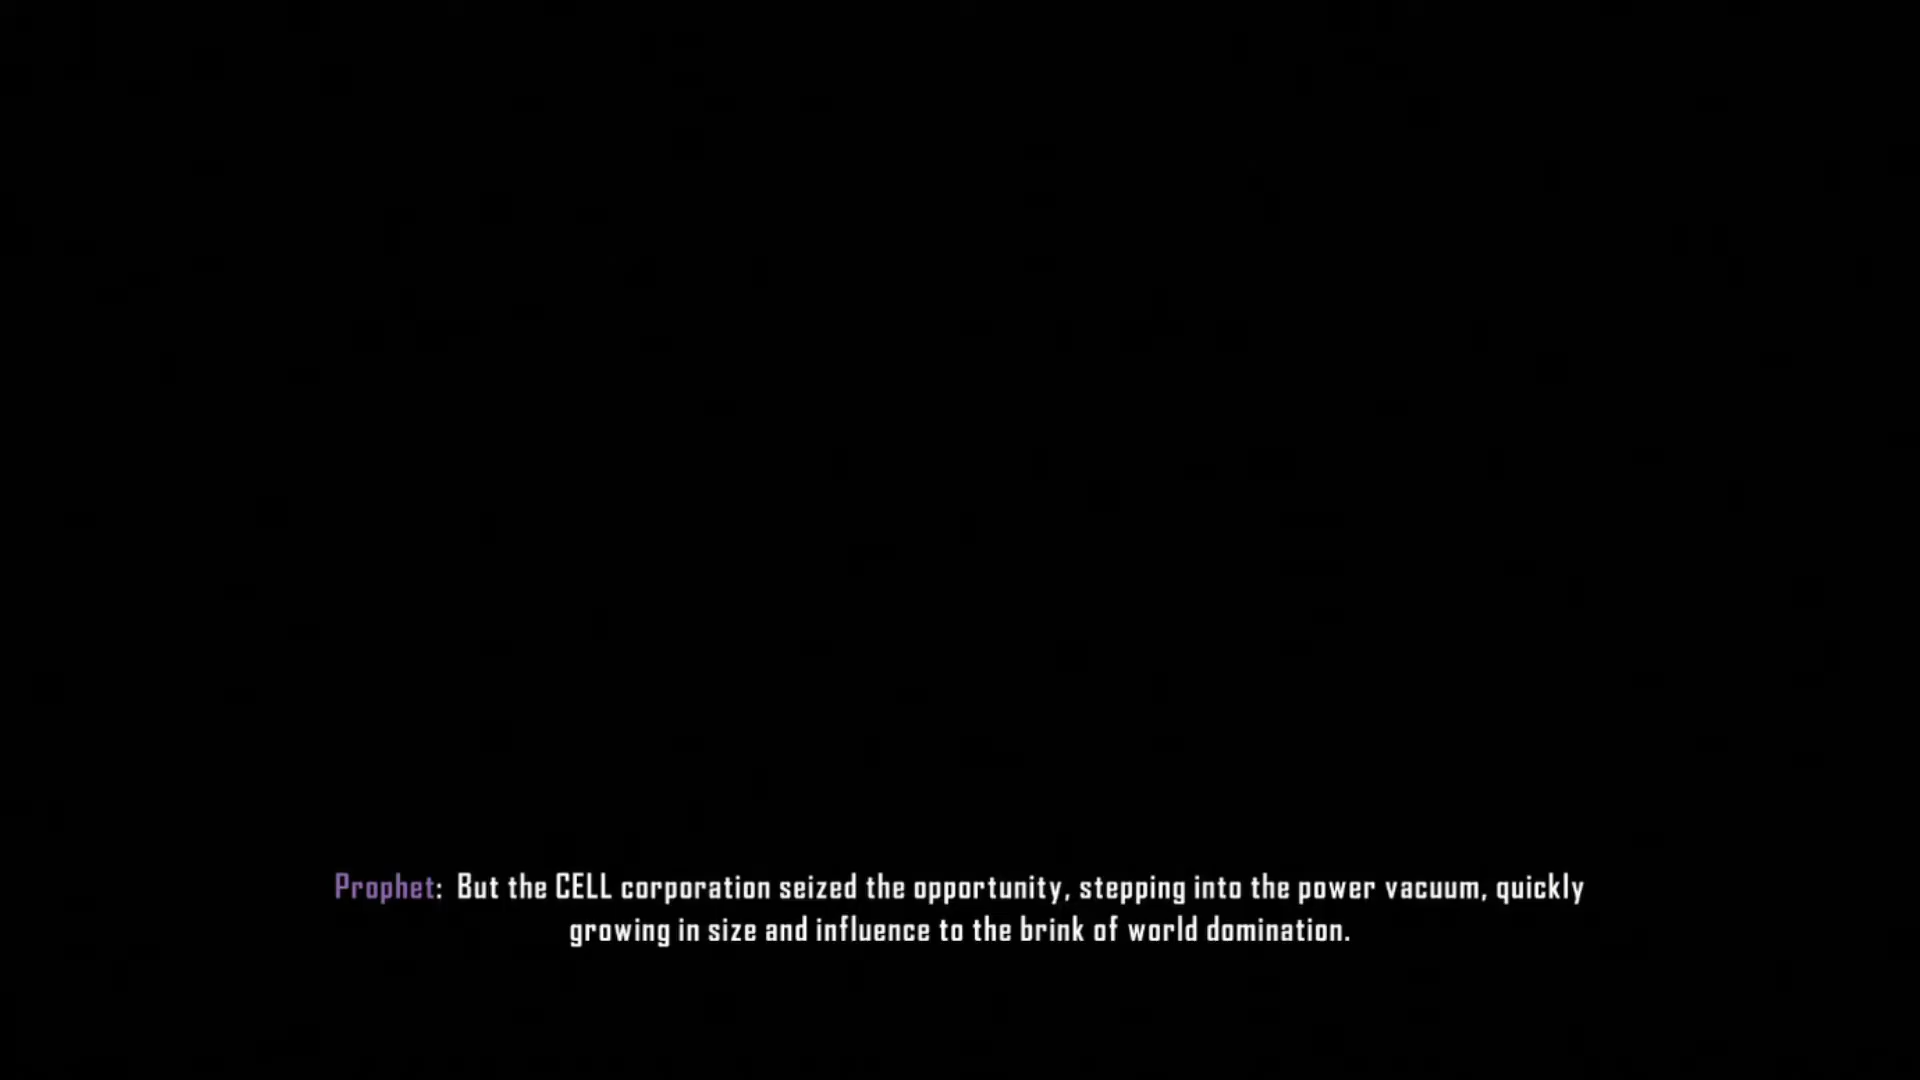 Prophet: But the CELL corporation seized the opportunity, stepping into the power vacuum, quickly
growing in size and influence to the brink of world domination.